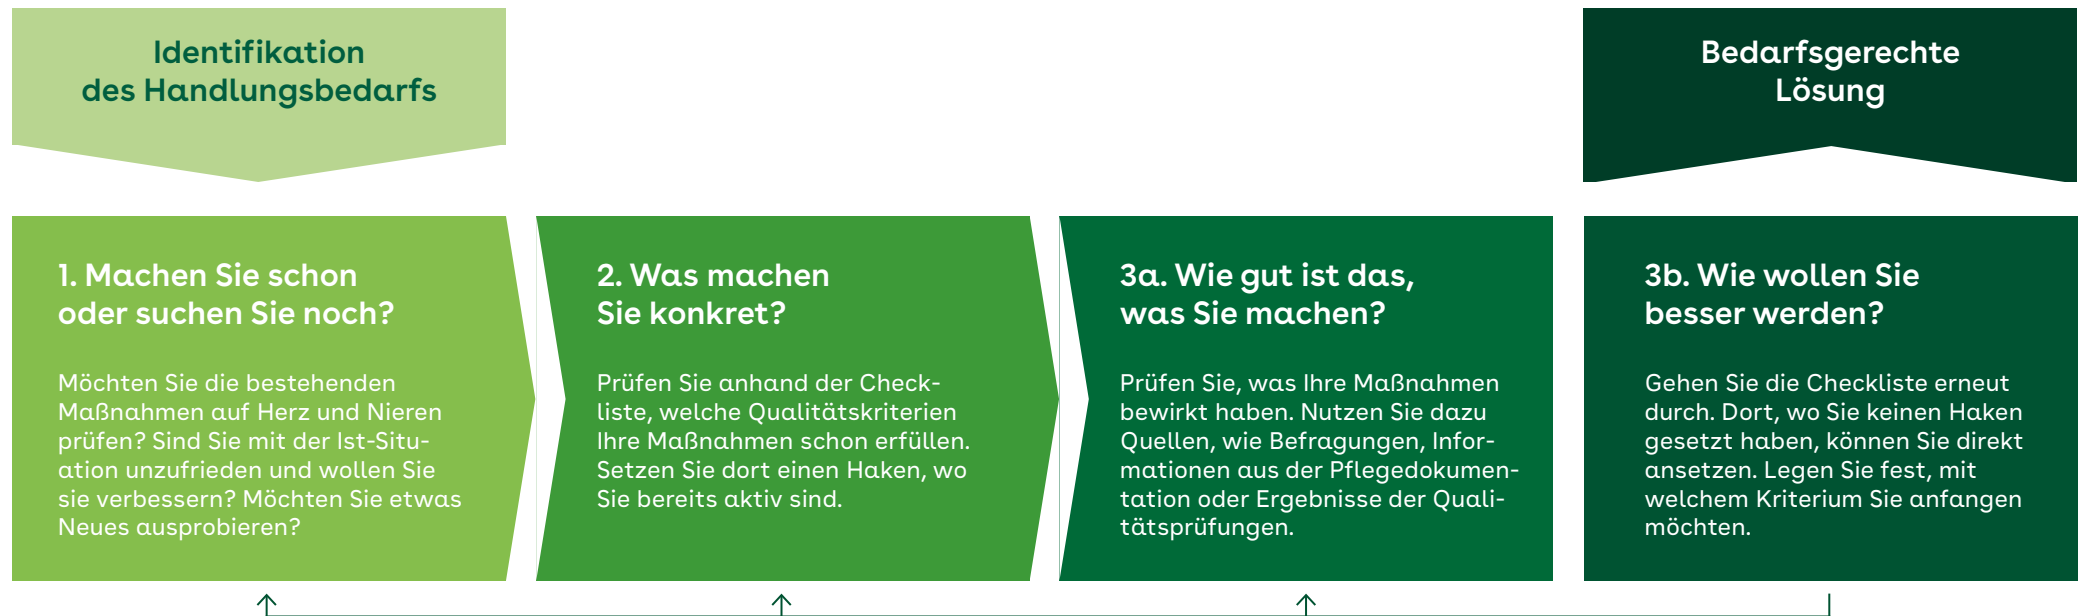 Identifikation
des Handlungsbedarfs
Bedarfsgerechte
Lösung
1. Machen Sie schon
oder suchen Sie noch?
Möchten Sie die bestehenden
Maßnahmen auf Herz und Nieren
prüfen? Sind Sie mit der Ist-Situ-
ation unzufrieden und wollen Sie
sie verbessern? Möchten Sie etwas
Neues ausprobieren?
2. Was machen
Sie konkret?
Prüfen Sie anhand der Check-
liste, welche Qualitätskriterien
Ihre Maßnahmen schon erfüllen.
Setzen Sie dort einen Haken, wo
Sie bereits aktiv sind.
3a. Wie gut ist das,
was Sie machen?
Prüfen Sie, was Ihre Maßnahmen
bewirkt haben. Nutzen Sie dazu
Quellen, wie Befragungen, Infor-
mationen aus der Pflegedokumen-
tation oder Ergebnisse der Quali-
tätsprüfungen.
3b. Wie wollen Sie
besser werden?
Gehen Sie die Checkliste erneut
durch. Dort, wo Sie keinen Haken
gesetzt haben, können Sie direkt
ansetzen. Legen Sie fest, mit
welchem Kriterium Sie anfangen
möchten.